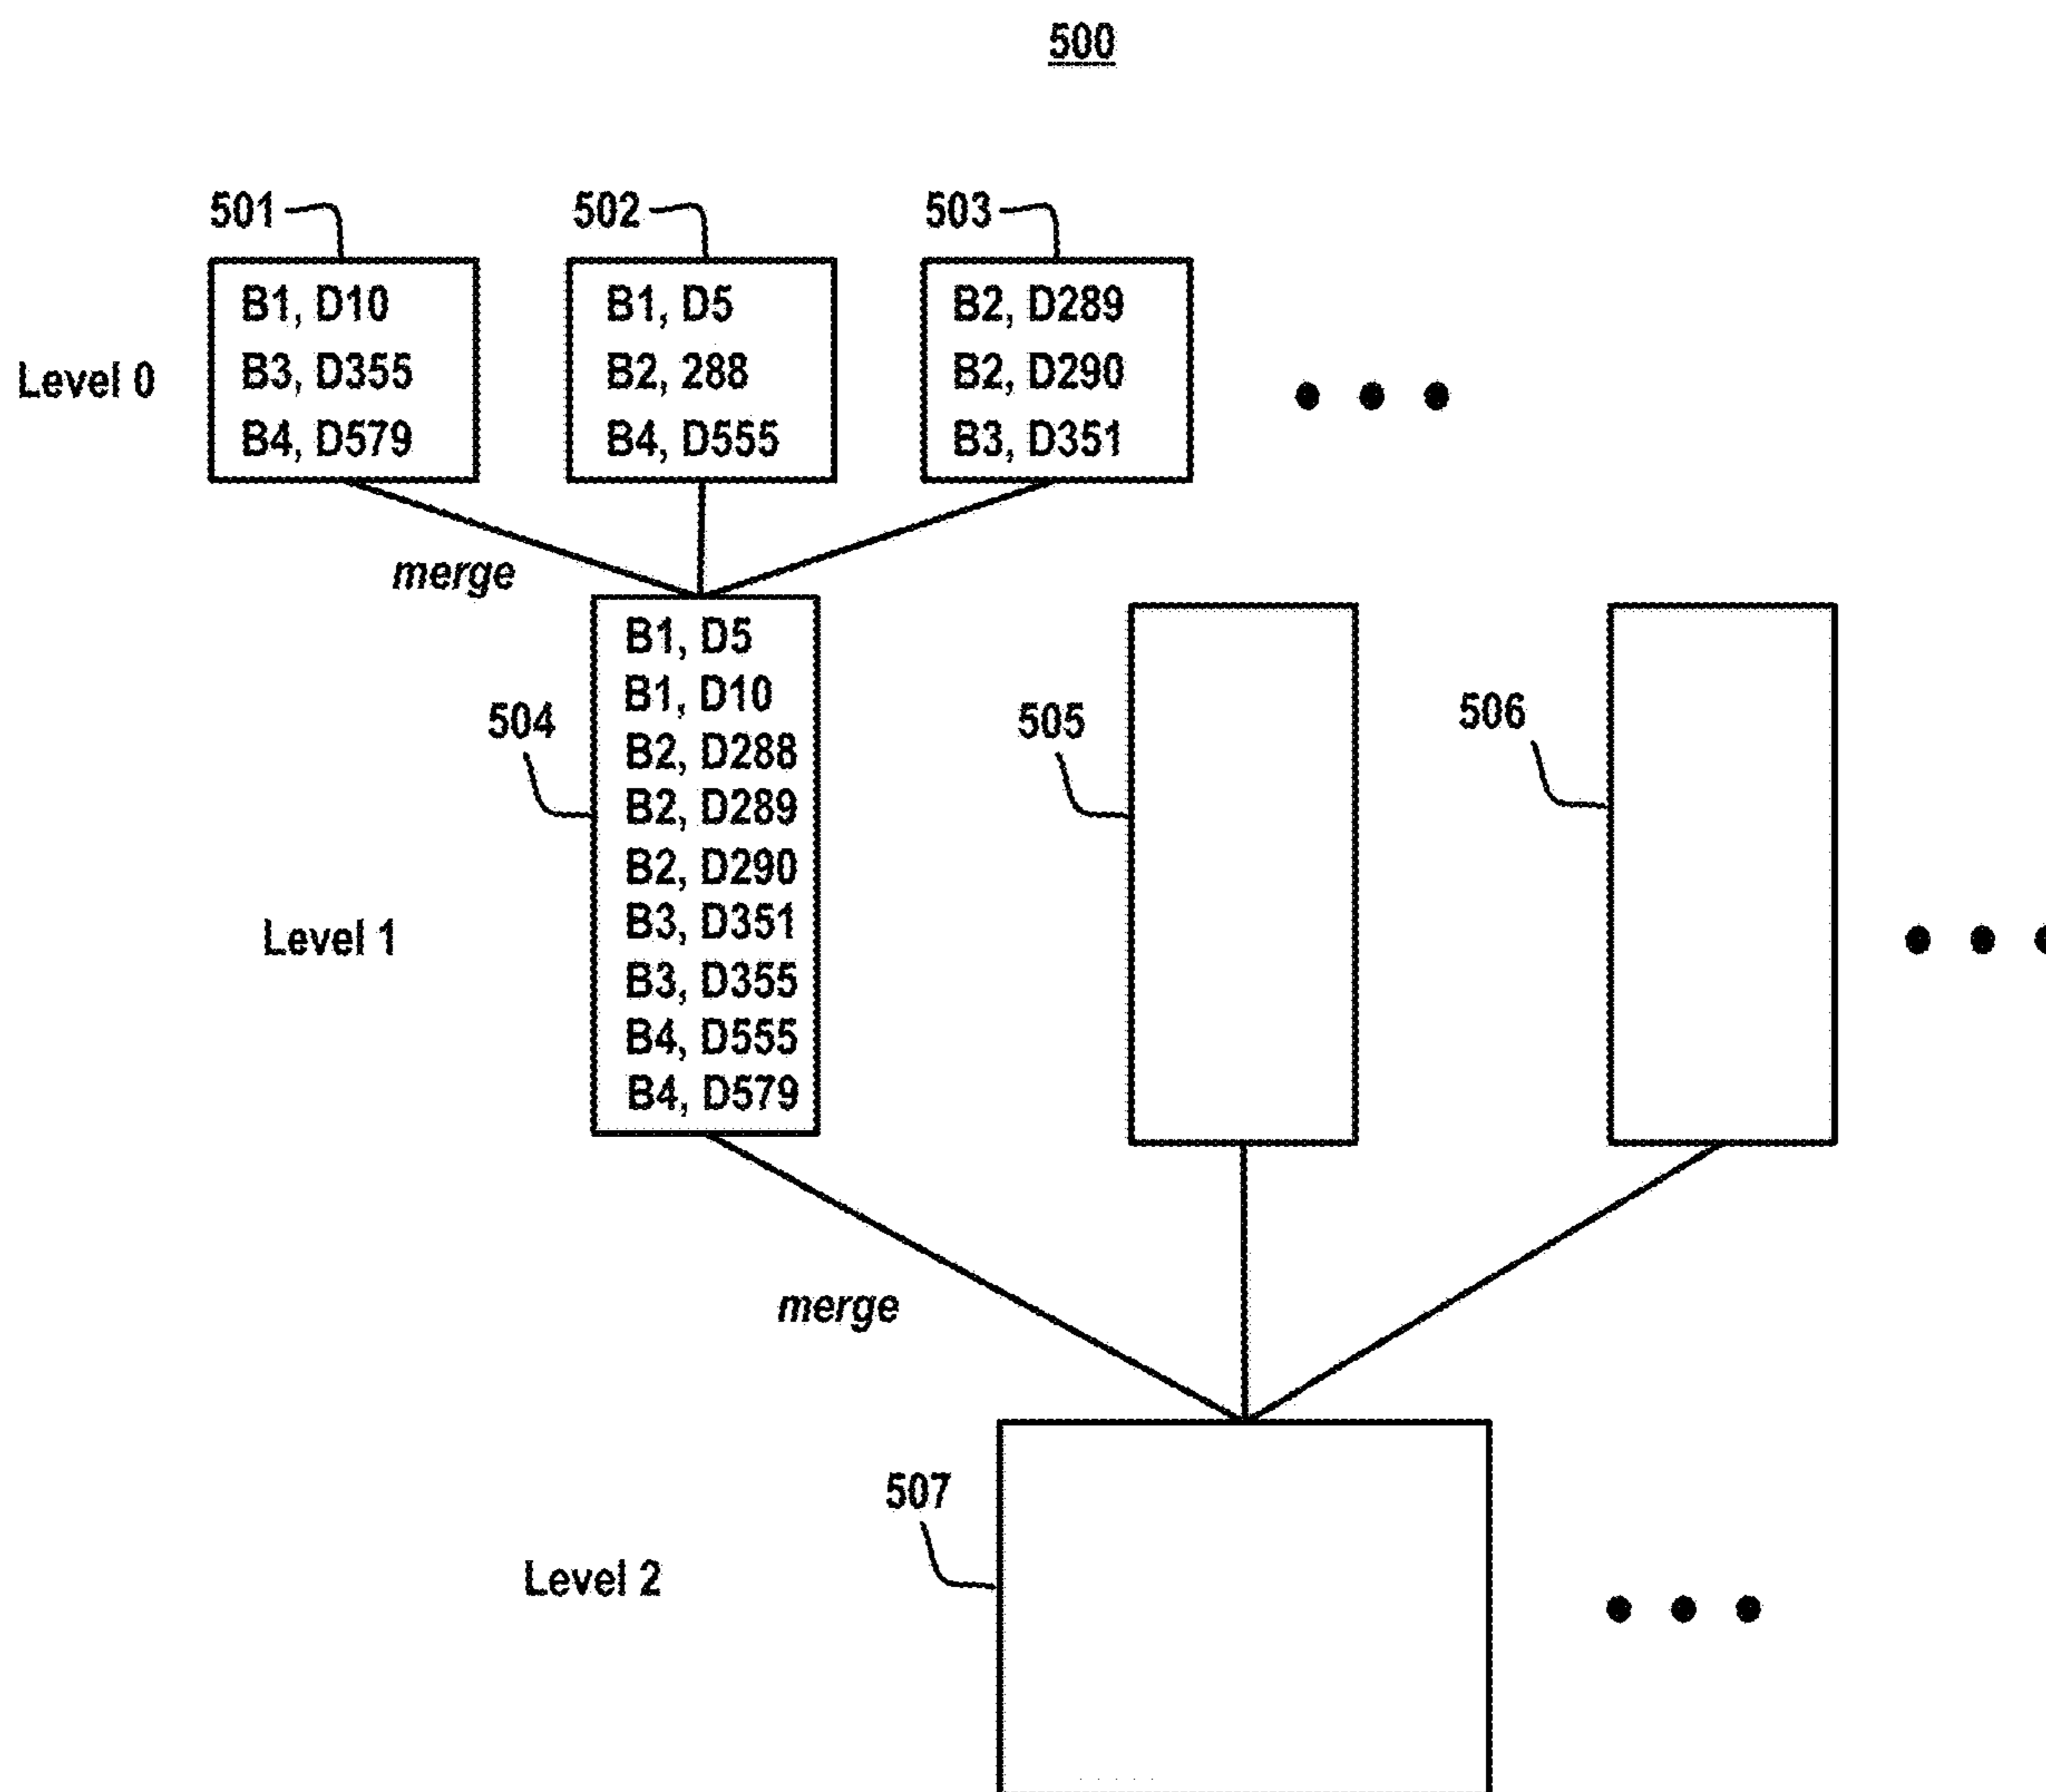 500
501
502
503
B1, D10
B3, D355
B4, D579
B1, D5
B2, 288
B4, D555
B2, D289
B2, D290
B3, D351
Level 0
merge
504
B1, D5
B1, D10
B2, D288
B2, D289
B2, D290
B3, D351
B3, D355
B4, D555
B4, D579
505
506
Level 1
merge
507
Level 2